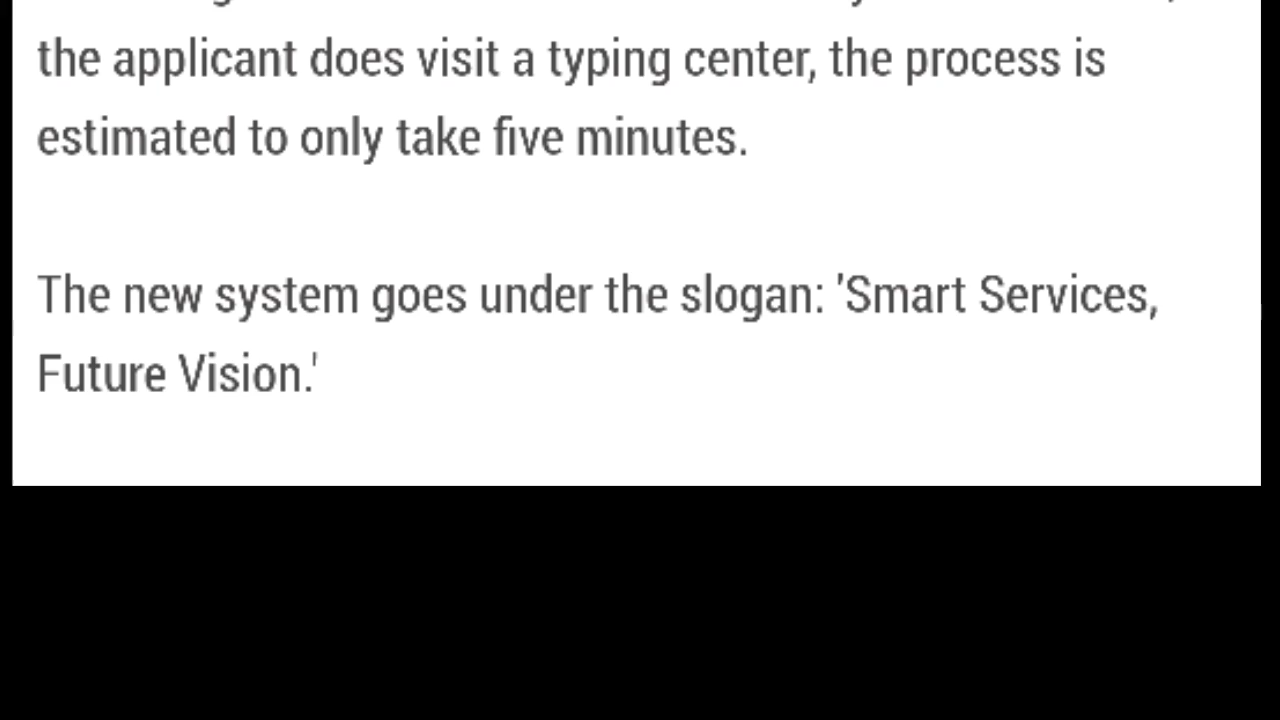 the applicant does visit a typing center, the process is
estimated to only take five minutes.
The new system goes under the slogan: 'Smart Services,
Future Vision.'